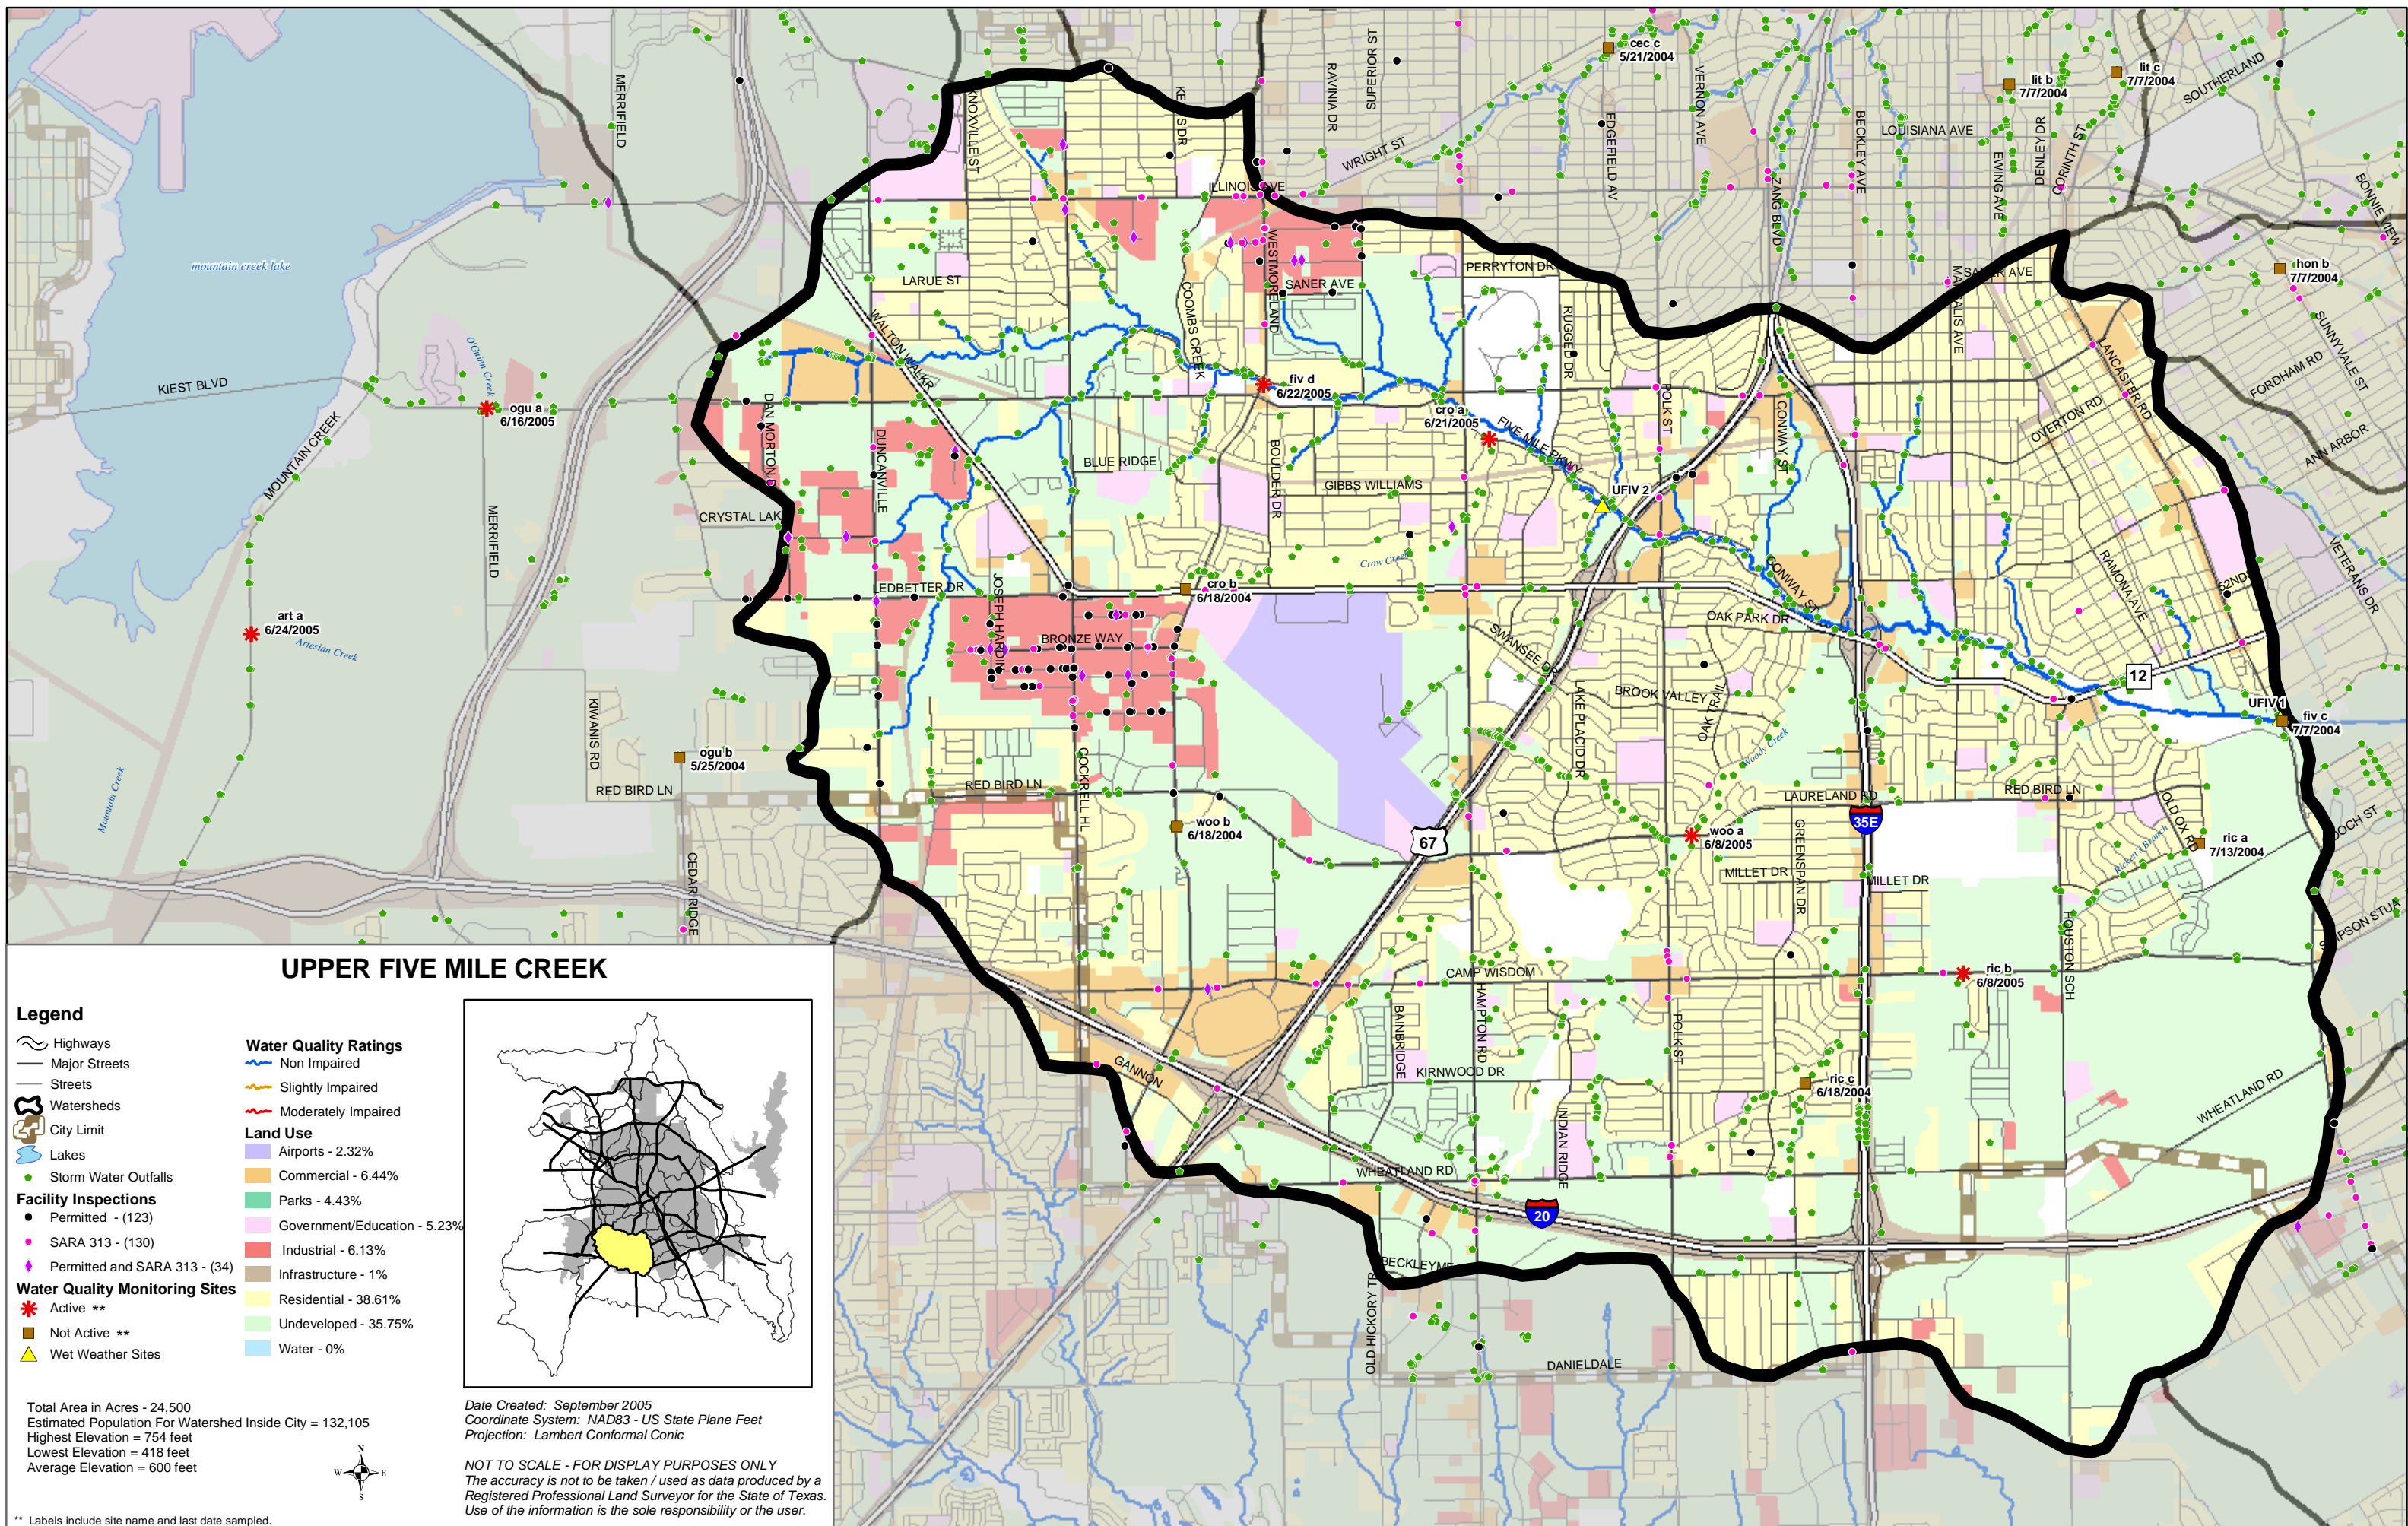 cec c
5/21/2004
lit b
7/7/2004
lit c
7/7/2004
SOUTHERLAND
MERRIFIELD
KNOXVILLE ST
RAVINIA DR
SUPERIOR ST
WRIGHT ST
EDGEFIELD AV
VERNON AVE
BECKLEY AVE
LOUISIANA AVE
EWING AVE
DENLEY DR
CORINTH ST
BONNIE VIEW
ZANG BLVD
ILLINOIS AVE
mountain creek lake
LARUE ST
COOMBS CREEK
WESTMORELAND
SANER AVE
PERRYTON DR
SANER AVE
hon b
7/7/2004
SUNNYVALE ST
WALTON WALKR
RUGGED DR
LANCASTER RD
O'Guinn Creek
KIEST BLVD
ogu a
6/16/2005
fiv d
6/22/2005
cro a
6/21/2005
FIVE MILE PKWY
POLK ST
CONWAY ST
OVERTON RD
FORDHAM RD
ANN ARBOR
MOUNTAIN CREEK
DUNCANVILLE
BLUE RIDGE
BOULDER DR
GIBBS WILLIAMS
UFIV 2
MERRIFIELD
CRYSTAL LAK
Crow Creek
RAMONA AVE
VETERANS DR
52ND
LEDBETTER DR
JOSEPH HARDIN
cro b
6/18/2004
CONWAY ST
OAK PARK DR
art a
6/24/2005
Artesian Creek
BRONZE WAY
SWANSEE DR
BROOK VALLEY
OAK TRAIL
LAKE PLACID DR
12
UFIV 1
fiv c
7/7/2004
Woody Creek
KIWANIS RD
ogu b
5/25/2004
RED BIRD LN
RED BIRD LN
COCKRELL HL
Mountain Creek
woo b
6/18/2004
67
LAURELAND RD
35E
RED BIRD LN
OLD OX RD
woo a
6/8/2005
GREENSPAN DR
MILLET DR
MILLET DR
ric a
7/13/2004
Rickett's Branch
CEDAR RIDGE
HOUSTON SCH
CAMP WISDOM
ric b
6/8/2005
HAMPTON RD
BAINBRIDGE
POLK ST
GANNON
KIRNWOOD DR
INDIAN RIDGE
ric c
6/18/2004
WHEATLAND RD
WHEATLAND RD
20
OLD HICKORY TR
DANIELDALE
UPPER FIVE MILE CREEK
Legend
Highways
Major Streets
Streets
Watersheds
City Limit
Lakes
Storm Water Outfalls
Facility Inspections
Permitted - (123)
SARA 313 - (130)
Permitted and SARA 313 - (34)
Water Quality Monitoring Sites
Active **
Not Active **
Wet Weather Sites
Water Quality Ratings
Non Impaired
Slightly Impaired
Moderately Impaired
Land Use
Airports - 2.32%
Commercial - 6.44%
Parks - 4.43%
Government/Education - 5.23%
Industrial - 6.13%
Infrastructure - 1%
Residential - 38.61%
Undeveloped - 35.75%
Water - 0%
Total Area in Acres - 24,500
Estimated Population For Watershed Inside City = 132,105
Highest Elevation = 754 feet
Lowest Elevation = 418 feet
Average Elevation = 600 feet
N
W E
S
Date Created: September 2005
Coordinate System: NAD83 - US State Plane Feet
Projection: Lambert Conformal Conic
NOT TO SCALE - FOR DISPLAY PURPOSES ONLY
The accuracy is not to be taken / used as data produced by a
Registered Professional Land Surveyor for the State of Texas.
Use of the information is the sole responsibility or the user.
** Labels include site name and last date sampled.